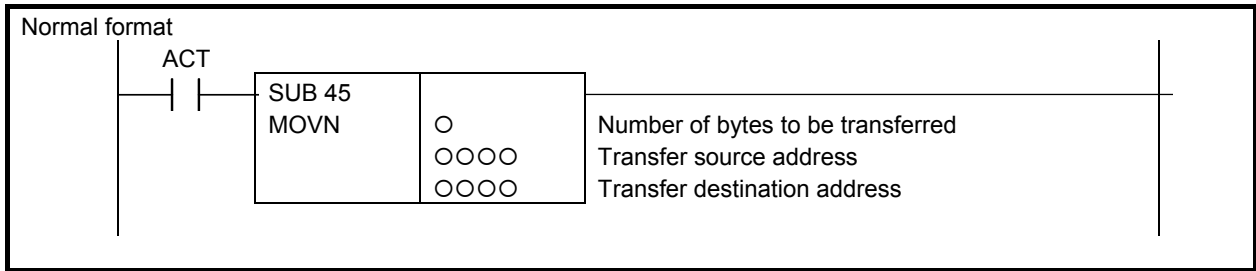 Normal format
ACT
SUB 45
MOVN ○ Number of bytes to be transferred
○○○○ Transfer source address
○○○○ Transfer destination address